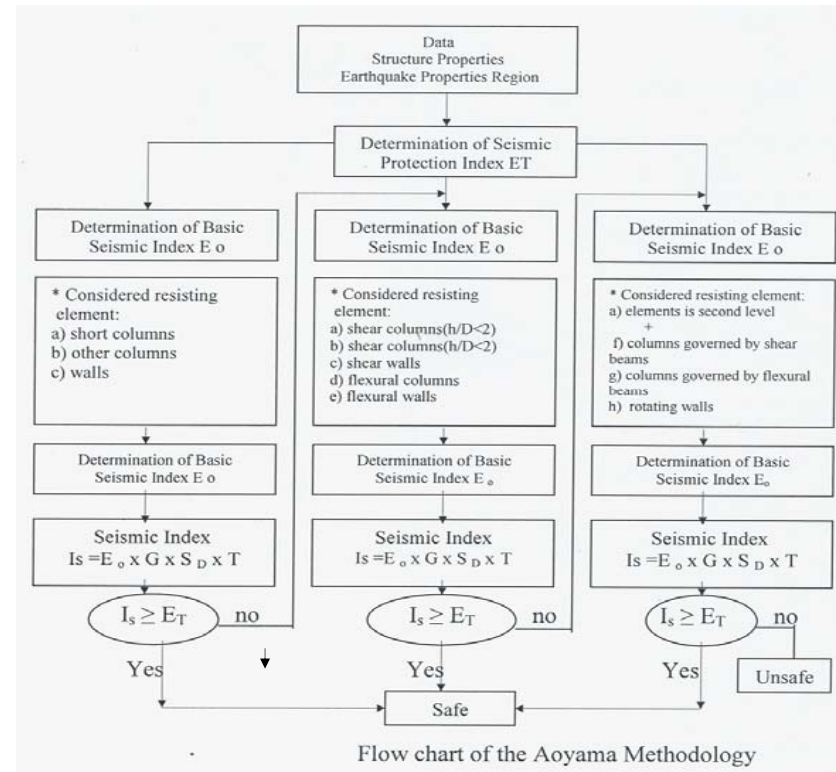 Data
Structure Properties
Earthquake Properties Region
Determination of Seismic
Protection Index ET
Determination of Basic
Seismic Index E o
* Considered resisting
element:
a) short columns
b) other columns
c) walls
Determination of Basic
Seismic Index E o
Seismic Index
Is =E o x G x S D x T
Is ≥ ET
no
Yes
Determination of Basic
Seismic Index E o
* Considered resisting
element:
a) shear columns(h/D<2)
b) shear columns(h/D<2)
c) shear walls
d) flexural columns
e) flexural walls
Determination of Basic
Seismic Index E o
Seismic Index
Is =E o x G x S D x T
Is ≥ ET
no
Yes
Determination of Basic
Seismic Index E o
* Considered resisting element:
a) elements is second level
+
f) columns governed by shear
beams
g) columns governed by flexural
beams
h) rotating walls
Determination of Basic
Seismic Index Eo
Seismic Index
Is =E o x G x S D x T
Is ≥ ET
no
Yes
Unsafe
Safe
Flow chart of the Aoyama Methodology